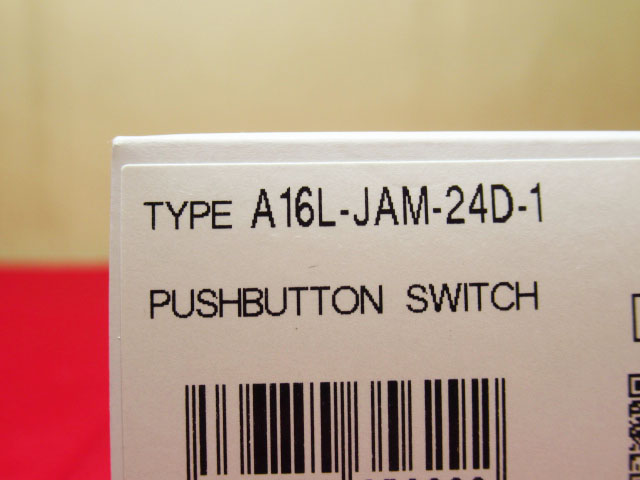 TYPE A16L-JAM-24D-1
PUSHBUTTON SWITCH